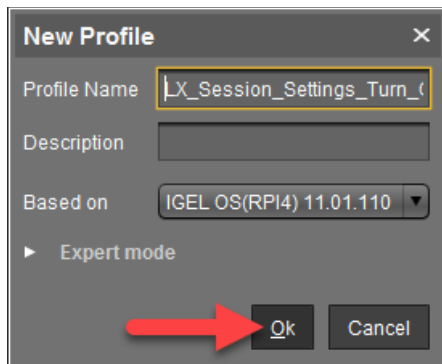 New Profile ×
Profile Name LX_Session_Settings_Turn_
Description
Based on IGEL OS(RPI4) 11.01.110
Expert mode
Ok Cancel